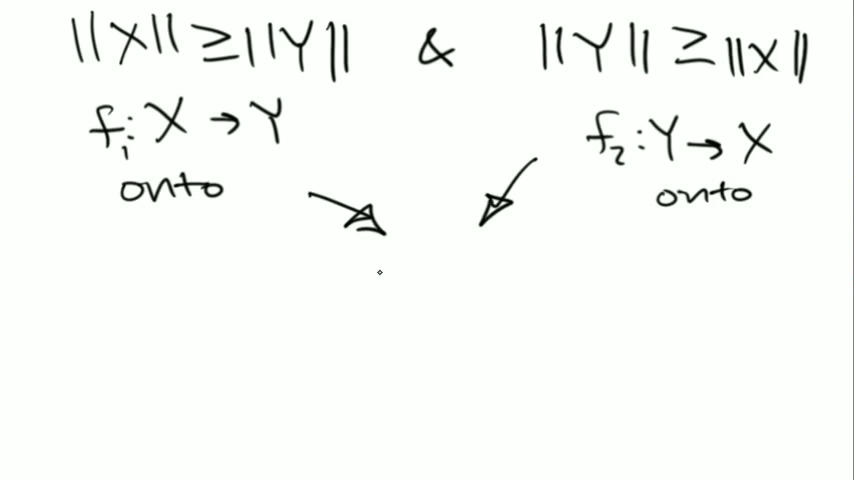 ||X|| ≥ ||Y|| & ||Y|| ≥ ||X||
f₁: X → Y f₂: Y → X
onto onto